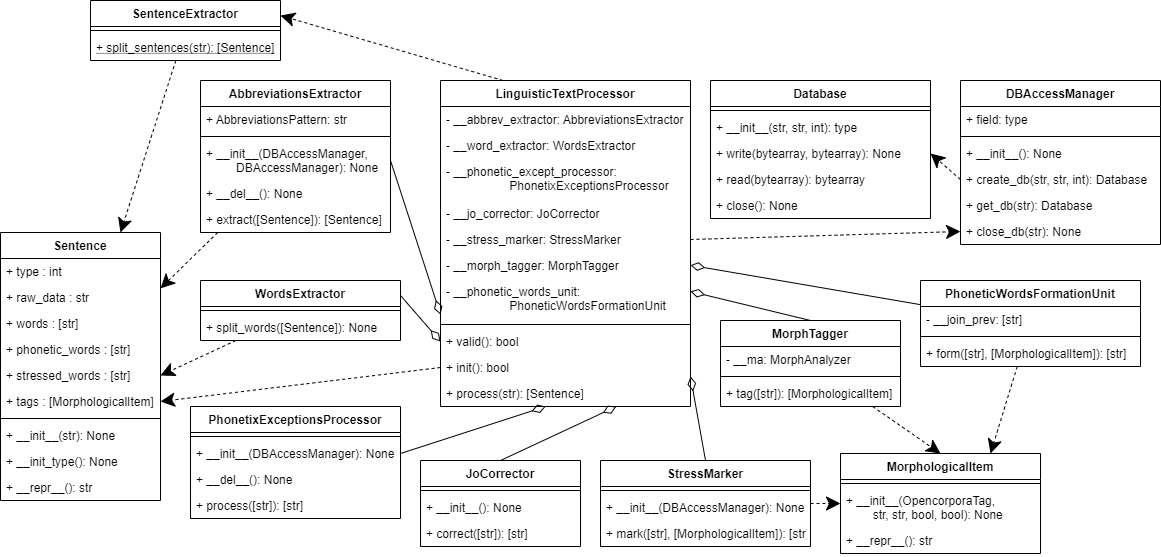 SentenceExtractor
+ split_sentences(str): [Sentence]
AbbreviationsExtractor
+ AbbreviationsPattern: str
+ __init__(DBAccessManager,
DBAccessManager): None
+ __del__(): None
+ extract([Sentence]): [Sentence]
LinguisticTextProcessor
- __abbrev_extractor: AbbreviationsExtractor
- __word_extractor: WordsExtractor
- __phonetic_except_processor:
PhonetixExceptionsProcessor
- __jo_corrector: JoCorrector
- __stress_marker: StressMarker
- __morph_tagger: MorphTagger
- __phonetic_words_unit:
PhoneticWordsFormationUnit
+ valid(): bool
+ init(): bool
+ process(str): [Sentence]
Database
+ __init__(str, str, int): type
+ write(bytearray, bytearray): None
+ read(bytearray): bytearray
+ close(): None
DBAccessManager
+ field: type
+ __init__(): None
+ create_db(str, str, int): Database
+ get_db(str): Database
+ close_db(str): None
Sentence
+ type : int
+ raw_data : str
+ words : [str]
+ phonetic_words : [str]
+ stressed_words : [str]
+ tags : [MorphologicalItem]
+ __init__(str): None
+ __init_type(): None
+ __repr__(): str
WordsExtractor
+ split_words([Sentence]): None
PhoneticWordsFormationUnit
- __join_prev: [str]
+ form([str], [MorphologicalItem]): [str]
MorphTagger
- __ma: MorphAnalyzer
+ tag([str]): [MorphologicalItem]
PhonetixExceptionsProcessor
+ __init__(DBAccessManager): None
+ __del__(): None
+ process([str]): [str]
JoCorrector
+ __init__(): None
+ correct([str]): [str]
StressMarker
+ __init__(DBAccessManager): None
+ mark([str], [MorphologicalItem]): [str
MorphologicalItem
+ __init__(OpencorporaTag,
str, str, bool, bool): None
+ __repr__(): str